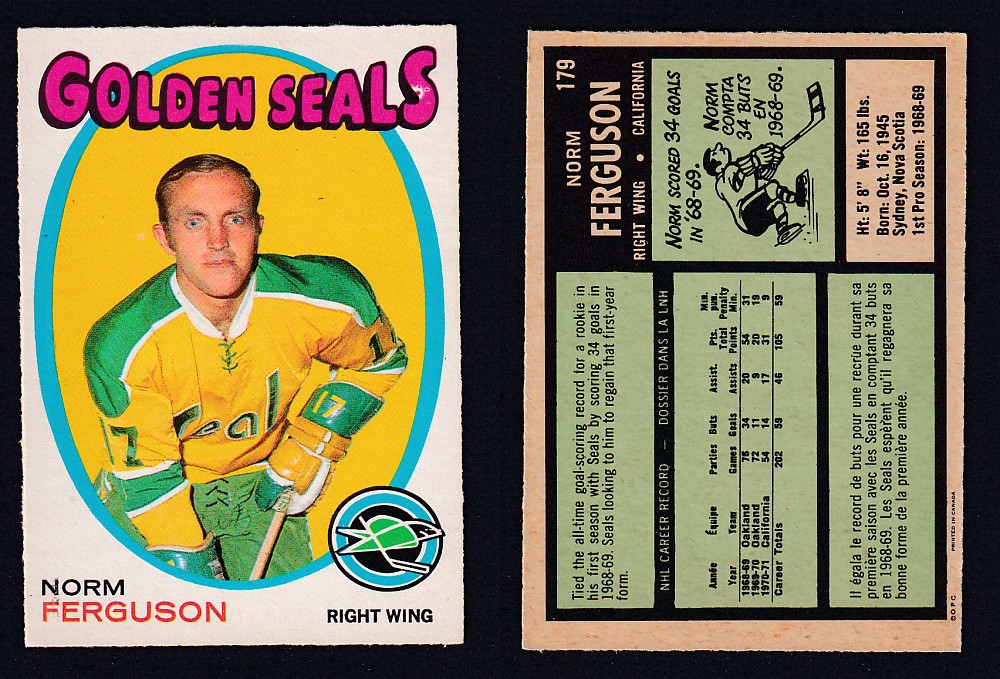 GOLDEN SEALS
17
17
Seal
17
NORM
FERGUSON
RIGHT WING
179
NORM
FERGUSON
RIGHT WING • CALIFORNIA
NORM SCORED 34 GOALS
IN '68-69.
NORM
COMPTA
34 BUTS
EN
1968-69.
Ht: 5' 8" Wt: 165 lbs.
Born: Oct. 16, 1945
Sydney, Nova Scotia
1st Pro Season: 1968-69
Tied the all-time goal-scoring record for a rookie in
his first season with Seals by scoring 34 goals in
1968-69. Seals looking to him to regain that first-year
form.
NHL CAREER RECORD — DOSSIER DANS LA LNH
Année Équipe Parties Buts Assist. Pts. Min. pun.
Year Team Games Goals Assists Total Points Penalty Min.
1968-69 Oakland 76 34 20 54 31
1969-70 Oakland 72 11 9 20 19
1970-71 California 54 14 17 31 9
Career Totals 202 59 46 105 59
Il égala le record de buts pour une recrue durant sa
première saison avec les Seals en comptant 34 buts
en 1968-69. Les Seals espèrent qu'il regagnera sa
bonne forme de la première année.
©O.P.C. PRINTED IN CANADA